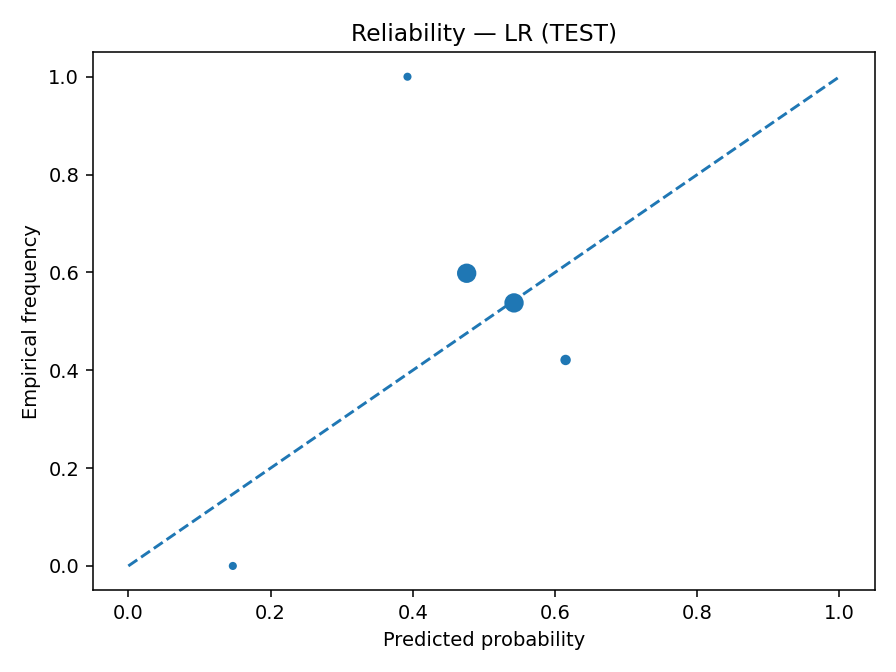 Reliability — LR (TEST)
1.0
0.8
0.6
0.4
0.2
0.0
Empirical frequency
0.0 0.2 0.4 0.6 0.8 1.0
Predicted probability